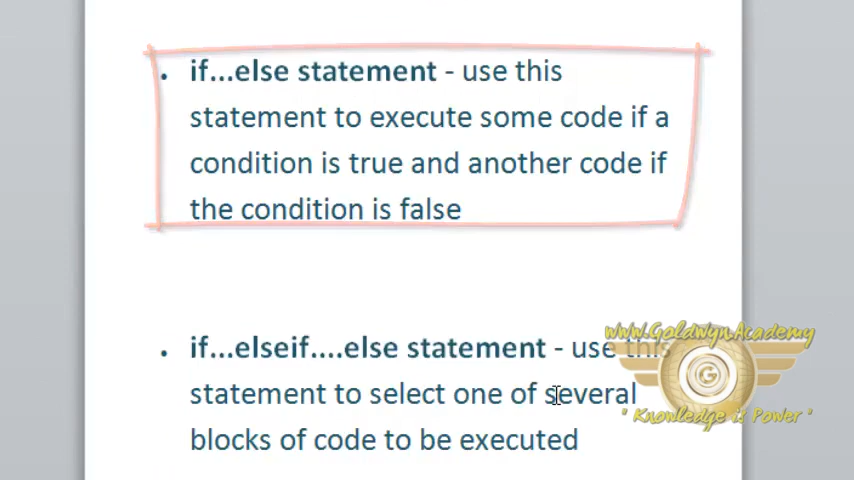 if...else statement - use this
statement to execute some code if a
condition is true and another code if
the condition is false
if...elseif....else statement - use this
statement to select one of several
blocks of code to be executed
www.GoldwynAcademy
G
" Knowledge is Power "